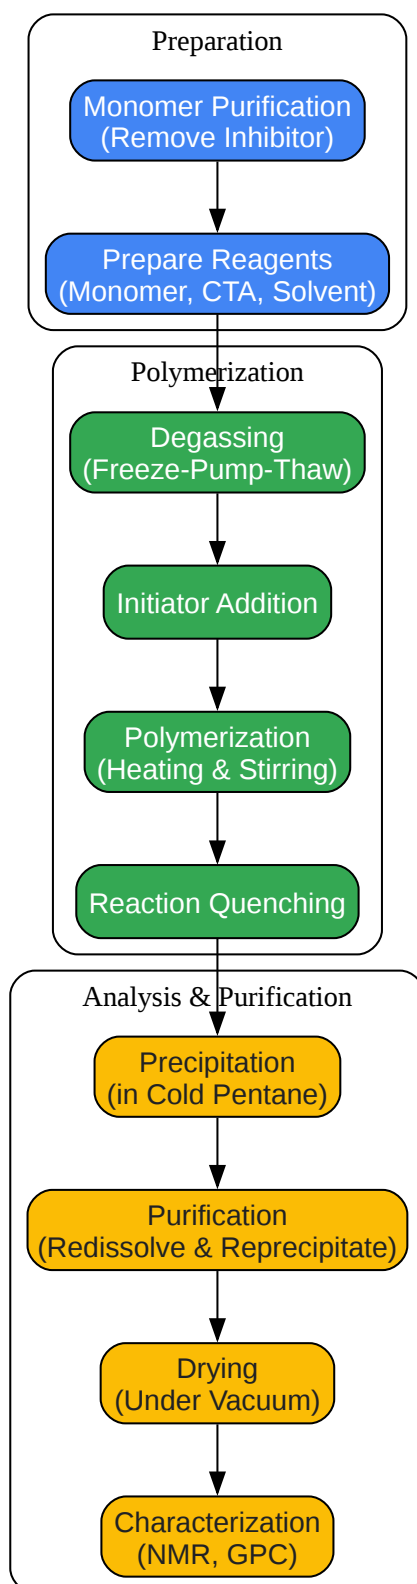 Preparation
Monomer Purification
(Remove Inhibitor)
Prepare Reagents
(Monomer, CTA, Solvent)
Polymerization
Degassing
(Freeze-Pump-Thaw)
Initiator Addition
Polymerization
(Heating & Stirring)
Reaction Quenching
Analysis & Purification
Precipitation
(in Cold Pentane)
Purification
(Redissolve & Reprecipitate)
Drying
(Under Vacuum)
Characterization
(NMR, GPC)